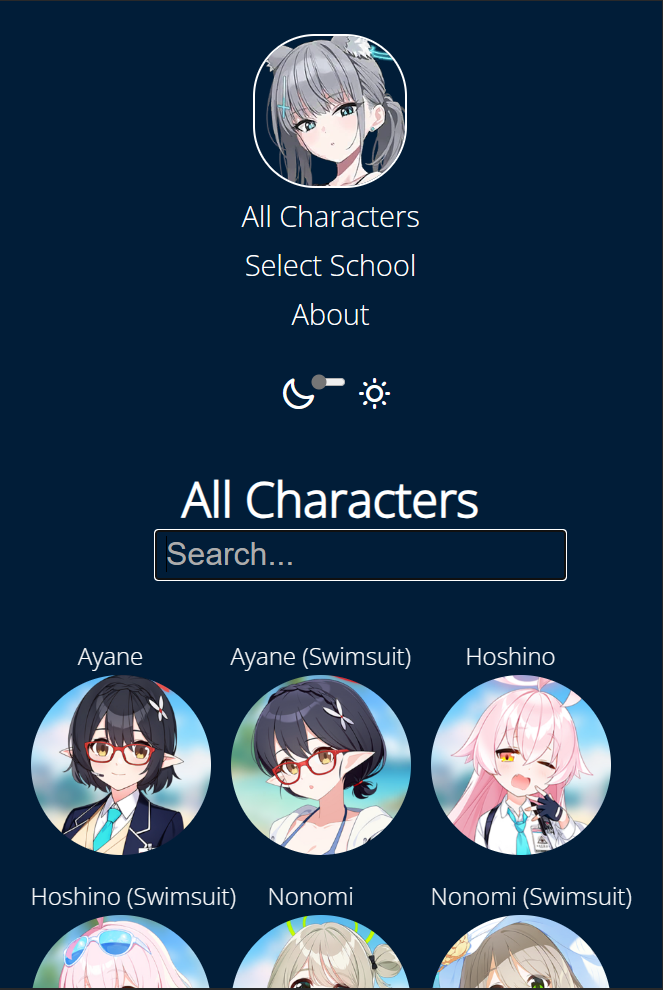 All Characters
Select School
About
All Characters
Search...
Ayane
Ayane (Swimsuit)
Hoshino
Hoshino (Swimsuit)
Nonomi
Nonomi (Swimsuit)